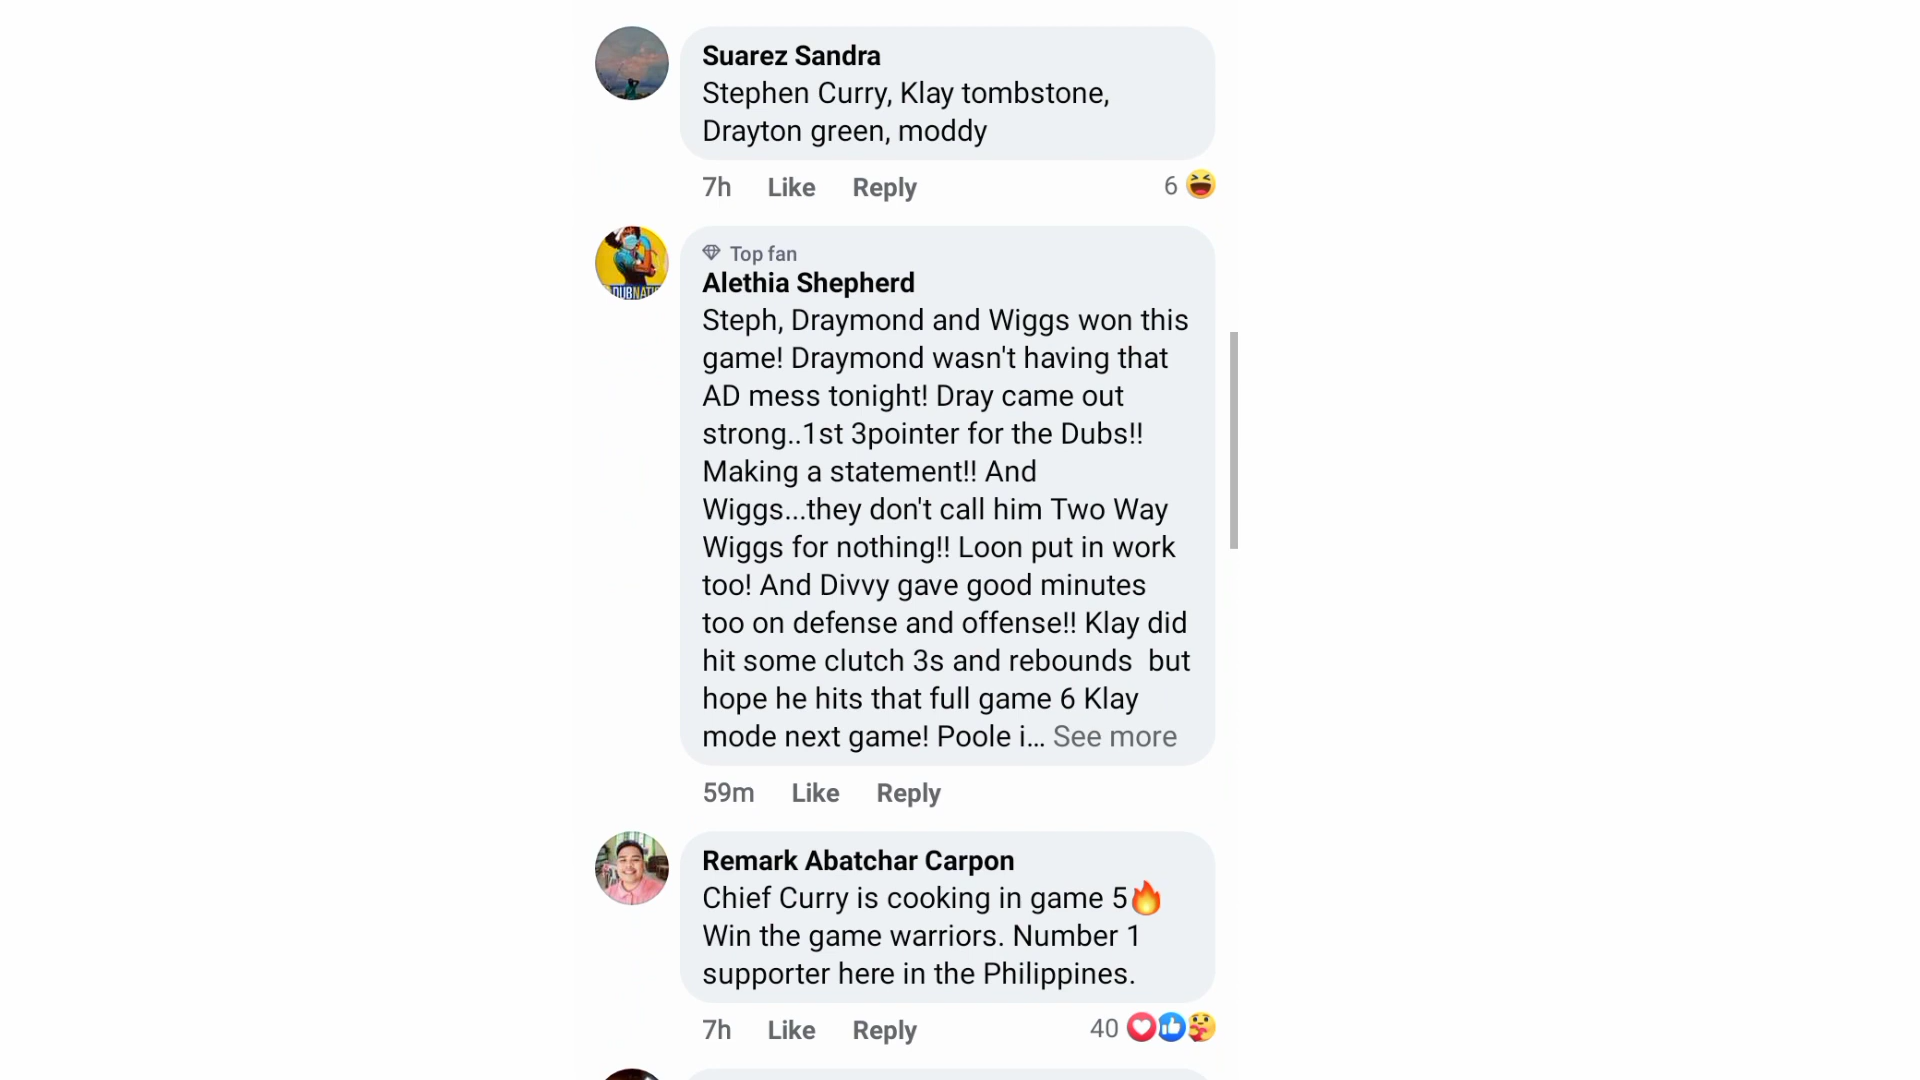 Suarez Sandra
Stephen Curry, Klay tombstone,
Drayton green, moddy
7h Like Reply 6
Top fan
Alethia Shepherd
Steph, Draymond and Wiggs won this
game! Draymond wasn't having that
AD mess tonight! Dray came out
strong..1st 3pointer for the Dubs!!
Making a statement!! And
Wiggs...they don't call him Two Way
Wiggs for nothing!! Loon put in work
too! And Divvy gave good minutes
too on defense and offense!! Klay did
hit some clutch 3s and rebounds  but
hope he hits that full game 6 Klay
mode next game! Poole i... See more
59m Like Reply
Remark Abatchar Carpon
Chief Curry is cooking in game 5🔥
Win the game warriors. Number 1
supporter here in the Philippines.
7h Like Reply 40